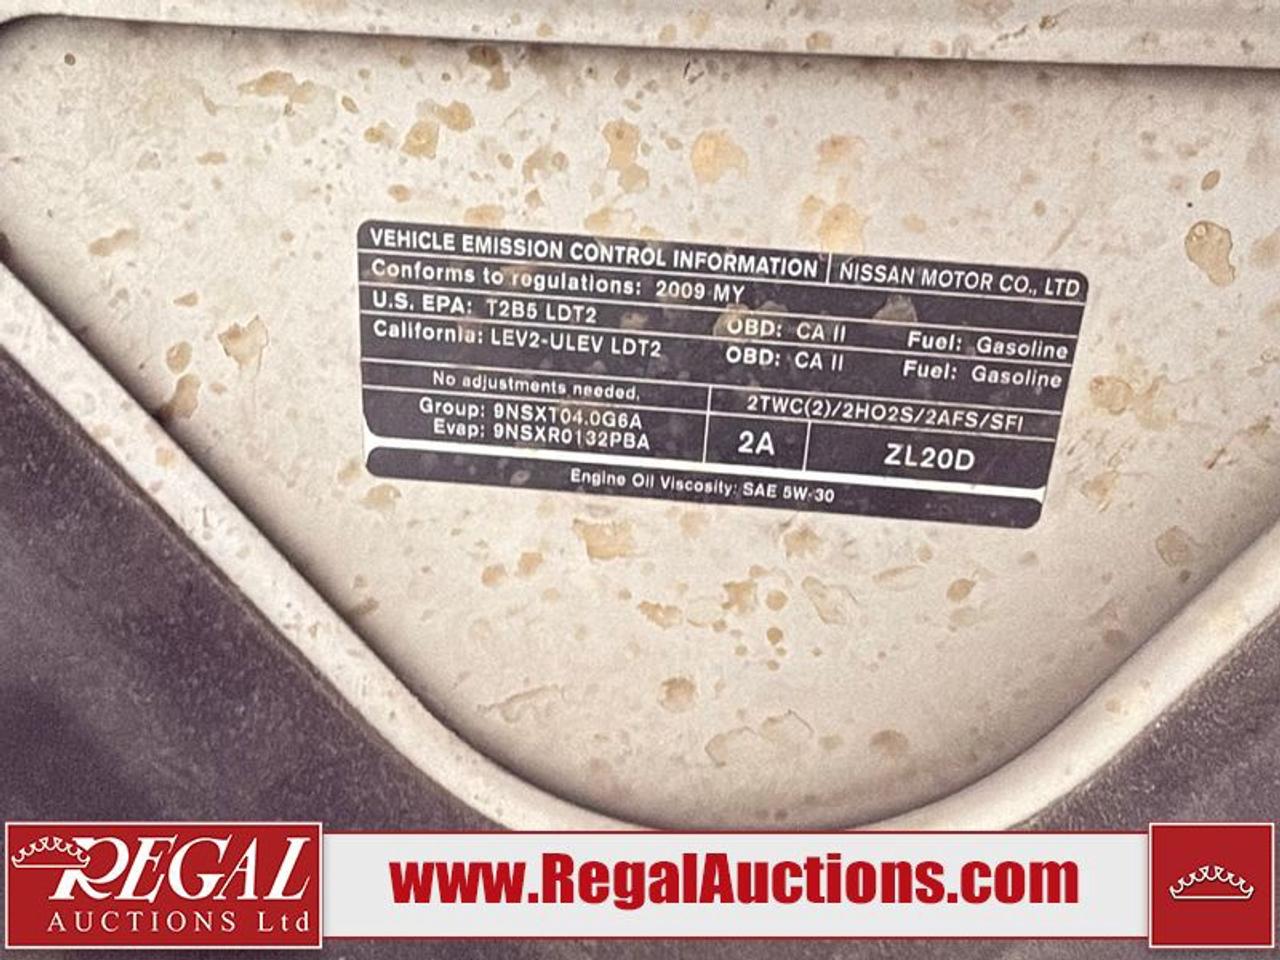 VEHICLE EMISSION CONTROL INFORMATION NISSAN MOTOR CO., LTD
Conforms to regulations: 2009 MY
U.S. EPA: T2B5 LDT2 OBD: CA II Fuel: Gasoline
California: LEV2-ULEV LDT2 OBD: CA II Fuel: Gasoline
No adjustments needed. 2TWC(2)/2HO2S/2AFS/SFI
Group: 9NSXT04.0G6A
Evap: 9NSXR0132PBA
2A ZL20D
Engine Oil Viscosity: SAE 5W-30
REGAL
AUCTIONS Ltd
www.RegalAuctions.com